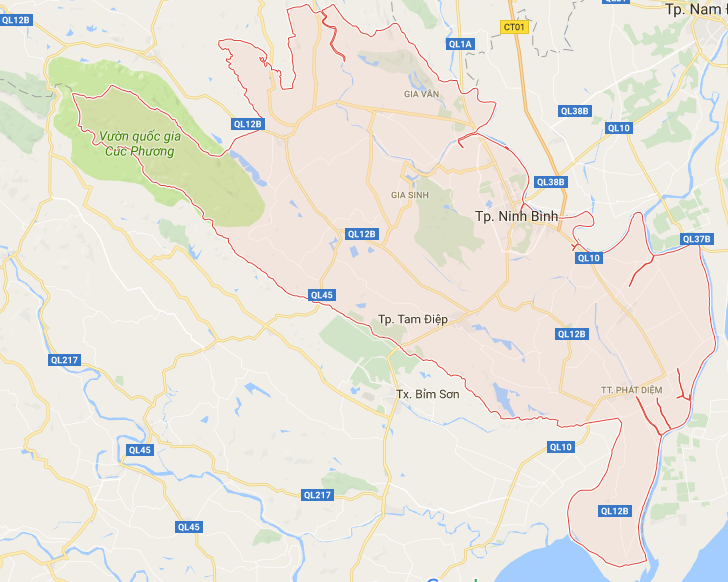 QL21
Tp. Nam Đ
QL12B
CT01
QL1A
GIA VÂN
QL38B
QL12B
QL10
Vườn quốc gia
Cúc Phương
QL38B
GIA SINH
Tp. Ninh Bình
QL12B
QL37B
QL10
QL45
Tp. Tam Điệp
QL12B
QL217
TT. PHÁT DIỆM
Tx. Bỉm Sơn
QL45
QL10
QL217
QL12B
QL45